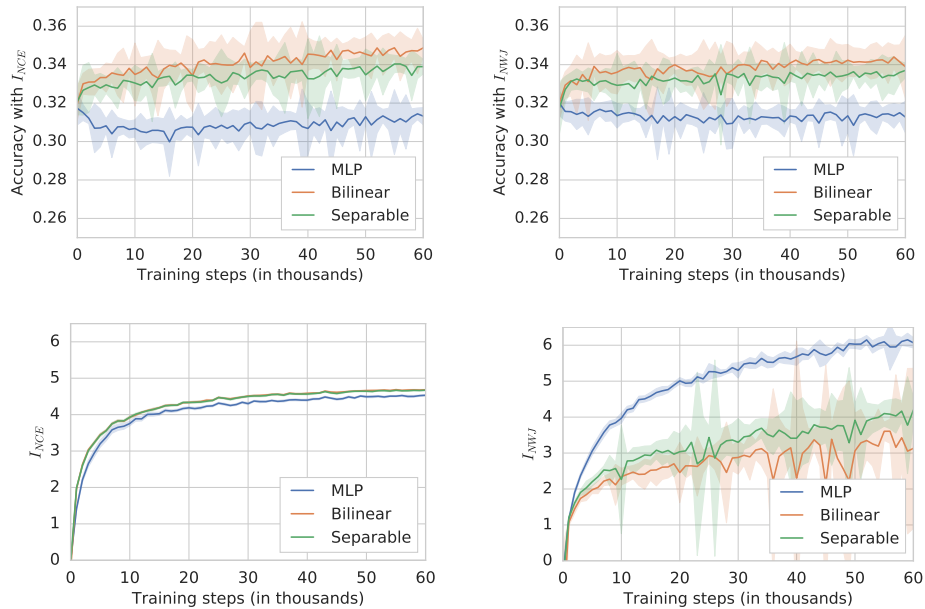 0.36
0.34
0.32
0.30
0.28
0.26
Accuracy with I_NCE
MLP
Bilinear
Separable
0 10 20 30 40 50 60
Training steps (in thousands)
0.36
0.34
0.32
0.30
0.28
0.26
Accuracy with I_NWJ
MLP
Bilinear
Separable
0 10 20 30 40 50 60
Training steps (in thousands)
6
5
4
3
2
1
0
I_NCE
MLP
Bilinear
Separable
0 10 20 30 40 50 60
Training steps (in thousands)
6
5
4
3
2
1
0
I_NWJ
MLP
Bilinear
Separable
0 10 20 30 40 50 60
Training steps (in thousands)